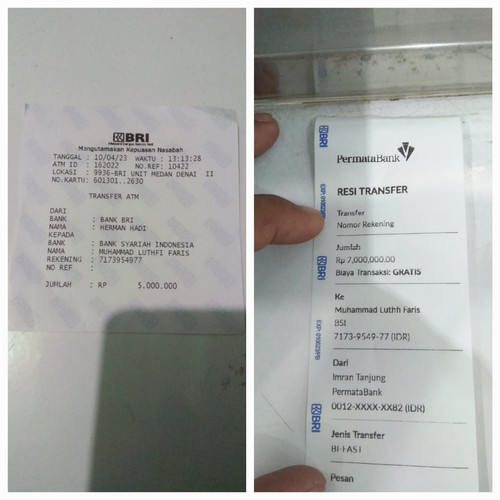 BRI
Mengutamakan Kepuasan Nasabah
TANGGAL : 10/04/23 WAKTU : 13:13:28
ATM ID : 162022 NO.REF: 10422
LOKASI : 9936-BRI UNIT MEDAN DENAI II
NO.KARTU: 601301..2630
TRANSFER ATM
DARI
BANK : BANK BRI
NAMA : HERMAN HADI
KEPADA
BANK : BANK SYARIAH INDONESIA
NAMA : MUHAMMAD LUTHFI FARIS
REKENING : 7173954977
NO REF :
JUMLAH : RP 5.000.000
BRI
PermataBank
RESI TRANSFER
Transfer
Nomor Rekening
Jumlah
Rp 7,000,000.00
Biaya Transaksi: GRATIS
BRI
Ke
Muhammad Luthfi Faris
BSI
7173-9549-77 (IDR)
Dari
Imran Tanjung
PermataBank
0012-XXXX-XX82 (IDR)
BRI
Jenis Transfer
BI-FAST
Pesan